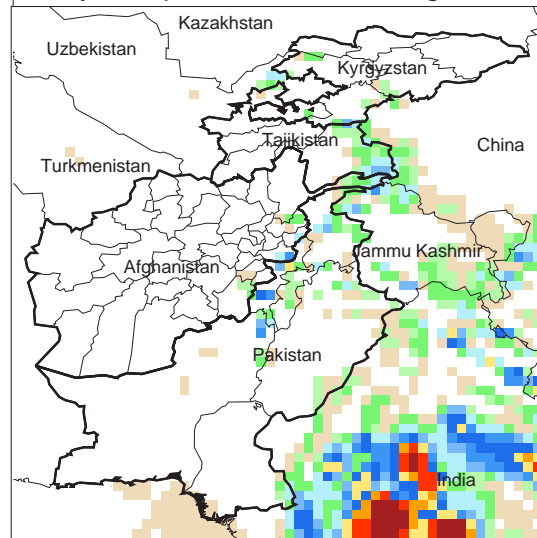 Kazakhstan
Uzbekistan
Kyrgyzstan
Tajikistan
China
Turkmenistan
Jammu Kashmir
Afghanistan
Pakistan
India